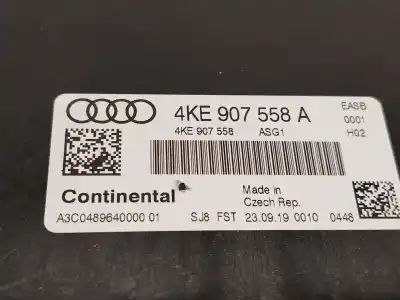 4KE 907 558 A
EASB
0001
4KE 907 558 ASG1 H02
Continental
Made in
Czech Rep.
A3C0489640000 01 SJ8 FST 23.09.19 0010 0448